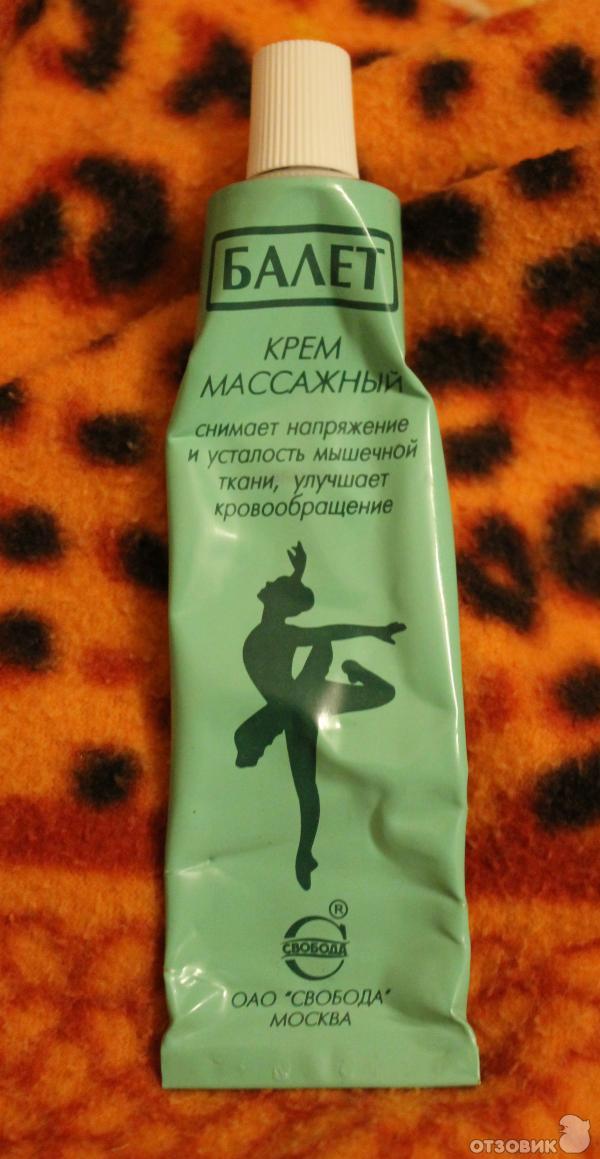 БАЛЕТ
КРЕМ
МАССАЖНЫЙ
снимает напряжение
и усталость мышечной
ткани, улучшает
кровообращение
®
СВОБОДА
ОАО "СВОБОДА"
МОСКВА
ОТЗОВИК